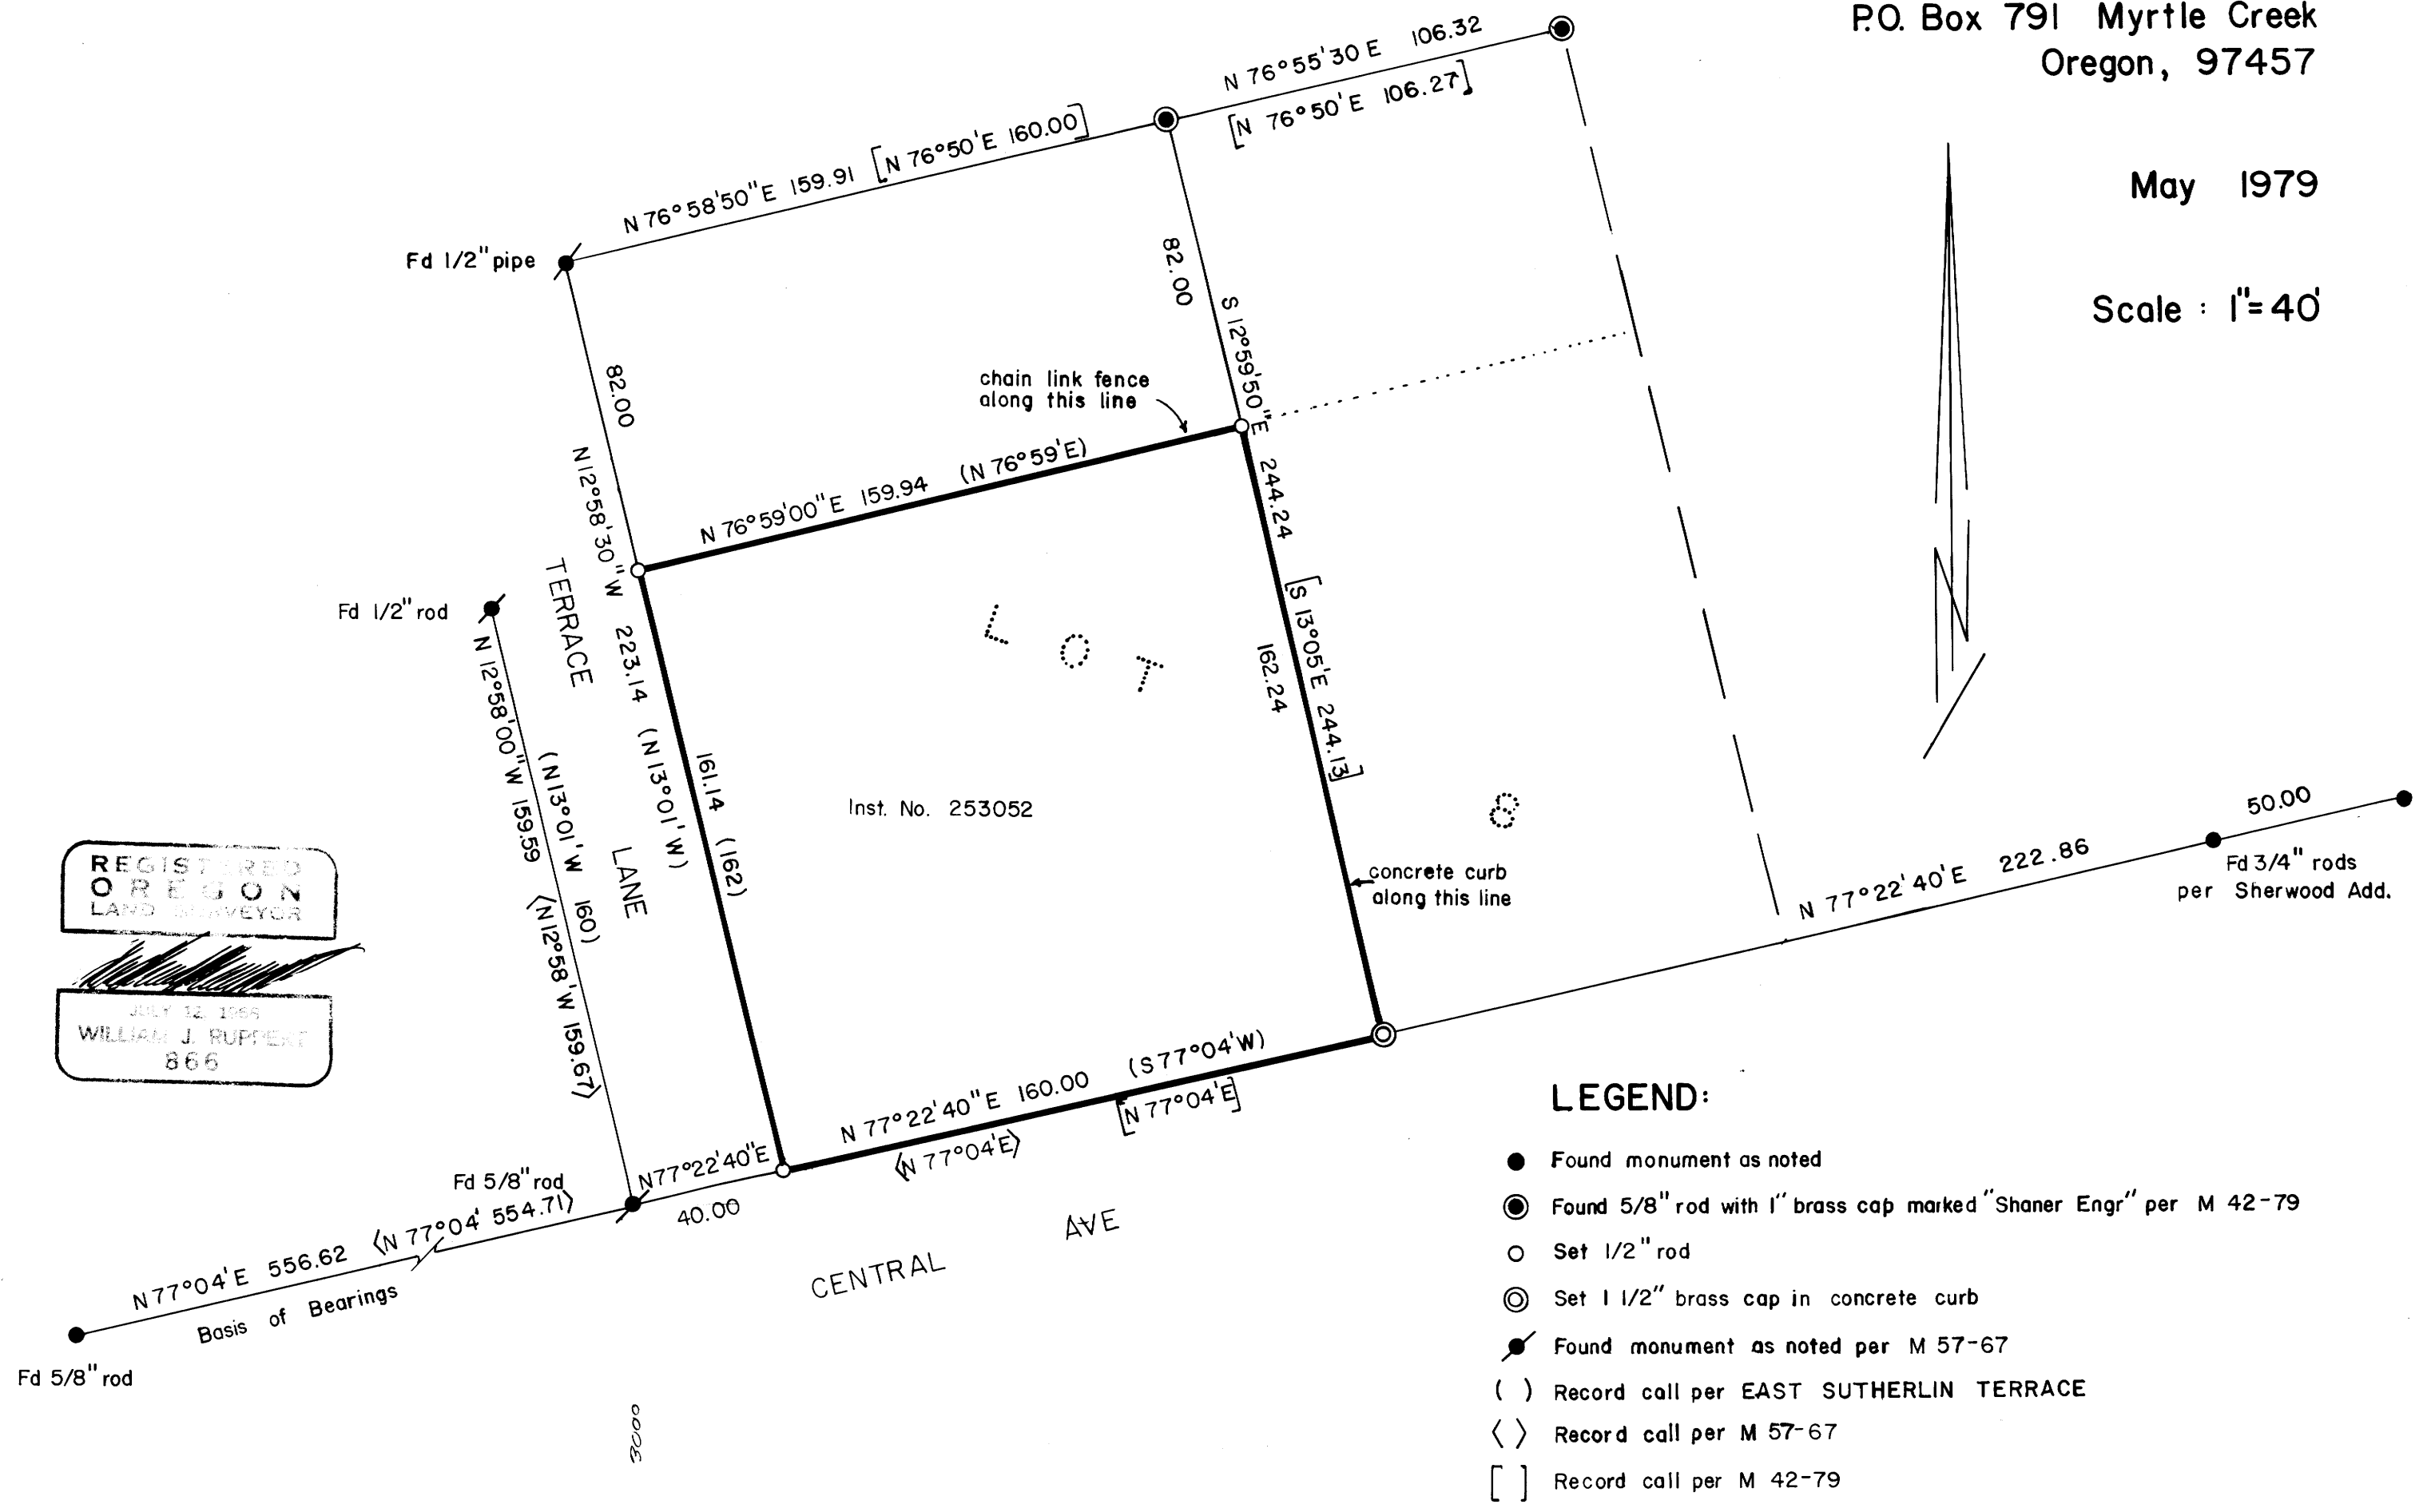 P.O. Box 791 Myrtle Creek
Oregon, 97457
May 1979
Scale : 1"=40'
N 76°55'30 E 106.32
[N 76°50'E 106.27]
N 76°58'50"E 159.91 [N 76°50'E 160.00]
Fd 1/2" pipe
82.00
82.00
S 12°59'50"E
244.24
[S 13°05'E 244.13]
162.24
chain link fence
along this line
N 76°59'00"E 159.94 (N 76°59'E)
N12°58'30"W 223.14 (N13°01'W)
161.14 (162)
TERRACE
LANE
Fd 1/2" rod
N 12°58'00"W 159.59 <N12°58'W 159.67>
(N13°01'W 160)
LOT
8
Inst. No. 253052
concrete curb
along this line
50.00
N 77°22'40'E 222.86
Fd 3/4" rods
per Sherwood Add.
REGISTERED
OREGON
LAND SURVEYOR
JULY 12, 1968
WILLIAM J. RUPPERT
866
N 77°22'40"E 160.00 (S 77°04'W)
<N 77°04'E>
[N 77°04'E]
N77°22'40"E
40.00
Fd 5/8" rod
N 77°04'E 556.62 <N 77°04' 554.71>
Basis of Bearings
Fd 5/8" rod
CENTRAL AVE
3000
LEGEND:
Found monument as noted
Found 5/8" rod with 1" brass cap marked "Shaner Engr" per M 42-79
Set 1/2" rod
Set 1 1/2" brass cap in concrete curb
Found monument as noted per M 57-67
( ) Record call per EAST SUTHERLIN TERRACE
< > Record call per M 57-67
[ ] Record call per M 42-79